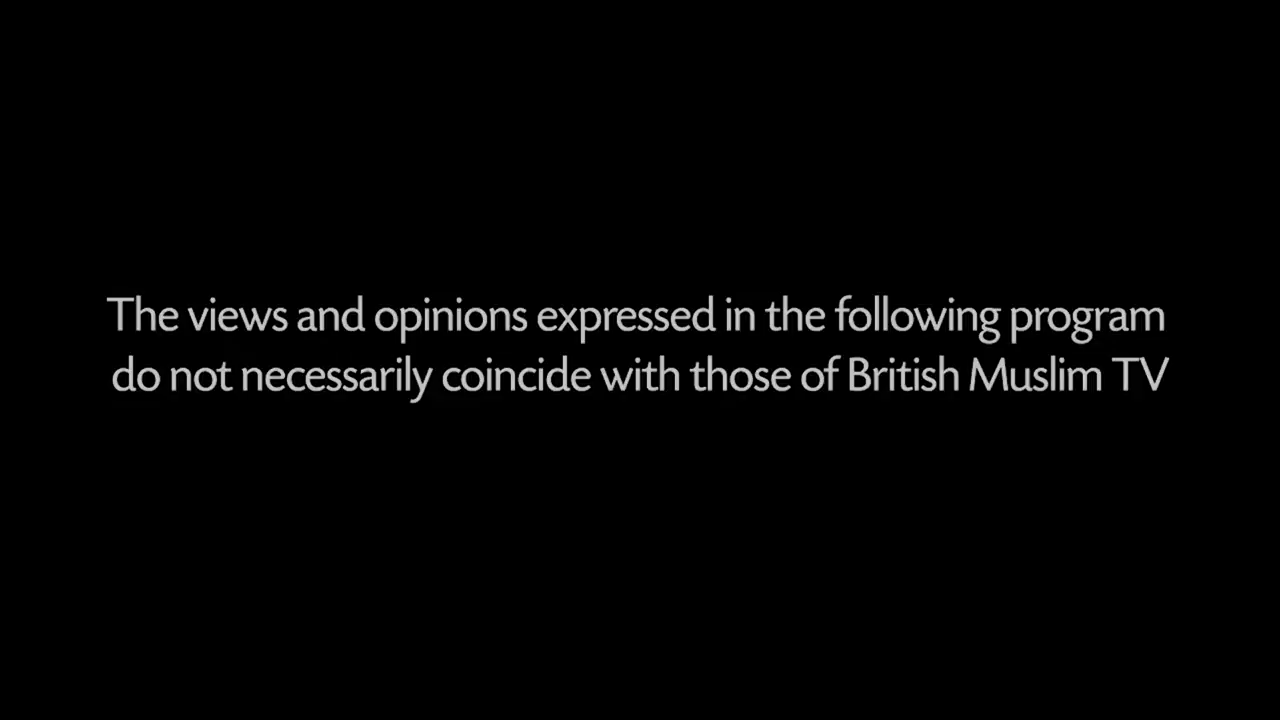 The views and opinions expressed in the following program
do not necessarily coincide with those of British Muslim TV